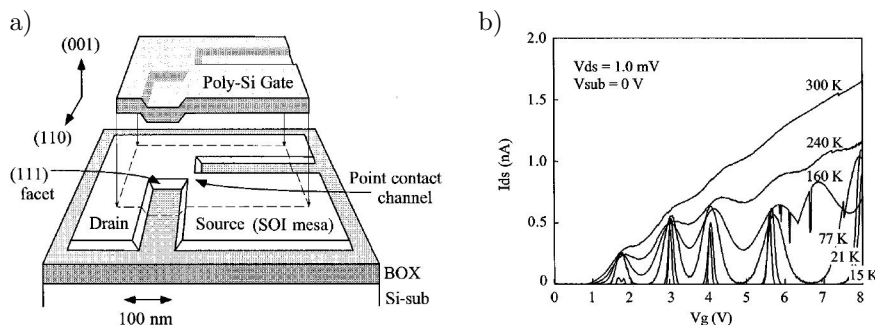 a)
(001)
(110)
Poly-Si Gate
(111)
facet
Point contact
channel
Drain
Source (SOI mesa)
BOX
Si-sub
100 nm
b)
Vds = 1.0 mV
Vsub = 0 V
300 K
240 K
160 K
77 K
21 K
15 K
Ids (nA)
2.0
1.5
1.0
0.5
0
0 1 2 3 4 5 6 7 8
Vg (V)